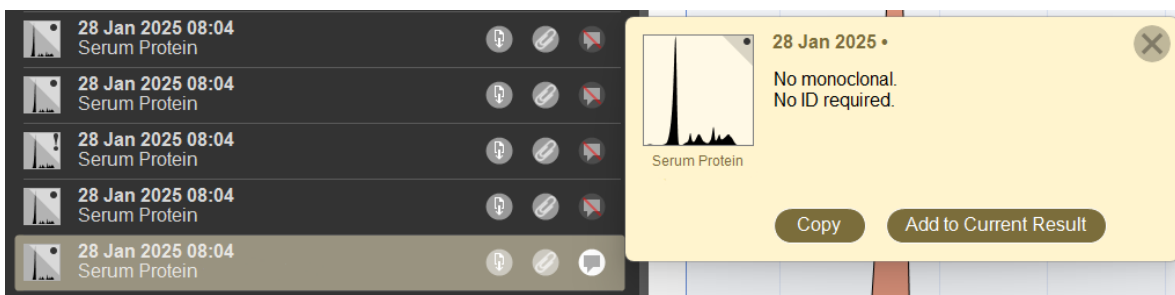 28 Jan 2025 08:04
Serum Protein
28 Jan 2025 08:04
Serum Protein
28 Jan 2025 08:04
Serum Protein
28 Jan 2025 08:04
Serum Protein
28 Jan 2025 08:04
Serum Protein
28 Jan 2025 •
No monoclonal.
No ID required.
Serum Protein
Copy
Add to Current Result